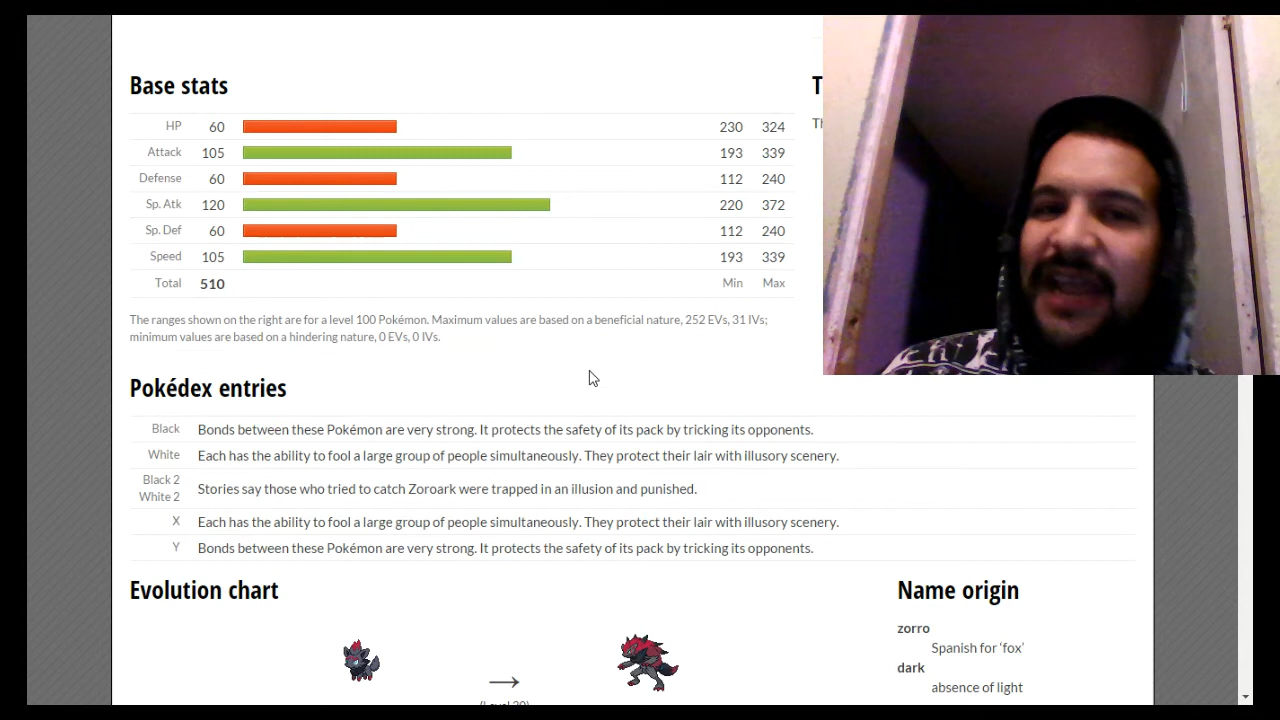 Base stats
HP 60 230 324
Attack 105 193 339
Defense 60 112 240
Sp. Atk 120 220 372
Sp. Def 60 112 240
Speed 105 193 339
Total 510 Min Max
The ranges shown on the right are for a level 100 Pokémon. Maximum values are based on a beneficial nature, 252 EVs, 31 IVs;
minimum values are based on a hindering nature, 0 EVs, 0 IVs.
Pokédex entries
Black Bonds between these Pokémon are very strong. It protects the safety of its pack by tricking its opponents.
White Each has the ability to fool a large group of people simultaneously. They protect their lair with illusory scenery.
Black 2
White 2 Stories say those who tried to catch Zoroark were trapped in an illusion and punished.
X Each has the ability to fool a large group of people simultaneously. They protect their lair with illusory scenery.
Y Bonds between these Pokémon are very strong. It protects the safety of its pack by tricking its opponents.
Evolution chart
Name origin
zorro
Spanish for ‘fox’
dark
absence of light